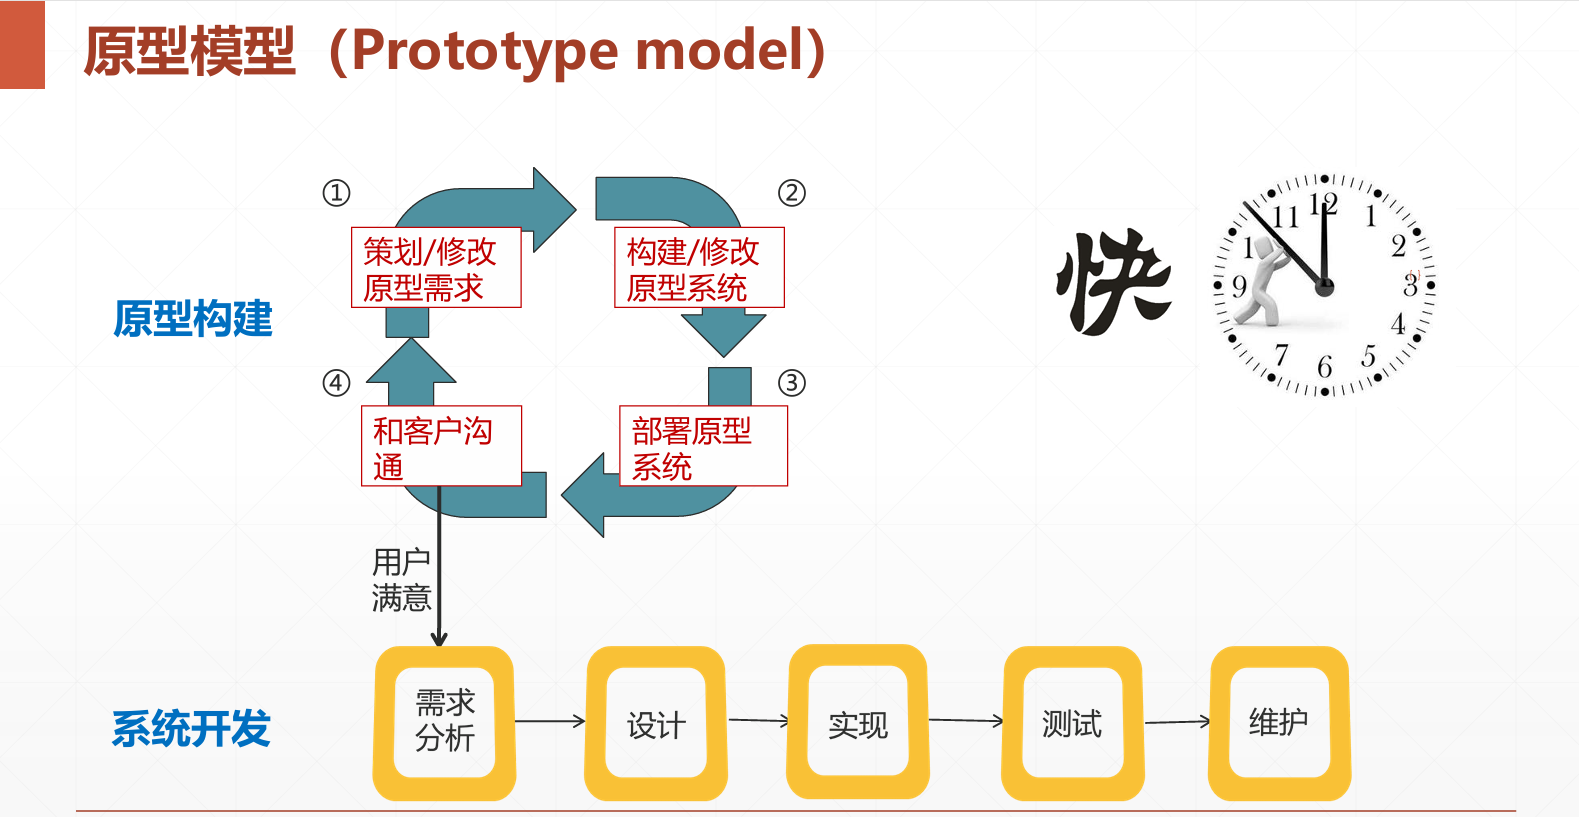 原型模型（Prototype model）
①
②
策划/修改
原型需求
构建/修改
原型系统
原型构建
快
12
1
2
3
4
5
6
7
9
1
11
④
③
和客户沟
通
部署原型
系统
用户
满意
系统开发
需求
分析
设计
实现
测试
维护